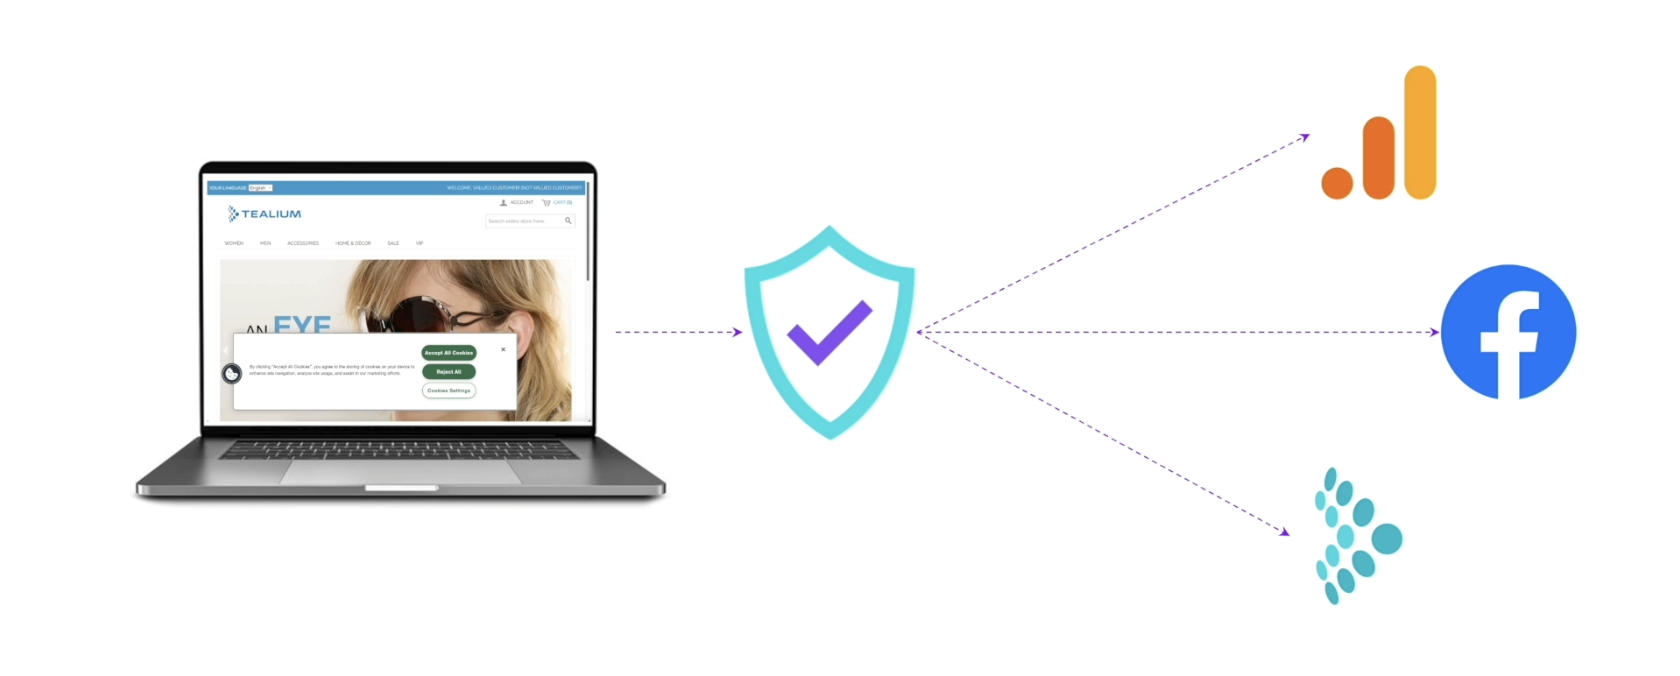 YOUR LANGUAGE: English
WELCOME, VALUED CUSTOMER (NOT VALUED CUSTOMER)?
ACCOUNT CART (0)
TEALIUM
Search entire store here...
WOMEN MEN ACCESSORIES HOME & DECOR SALE VIP
AN EYE
By clicking "Accept All Cookies", you agree to the storing of cookies on your device to
enhance site navigation, analyze site usage, and assist in our marketing efforts.
Accept All Cookies
Reject All
Cookies Settings